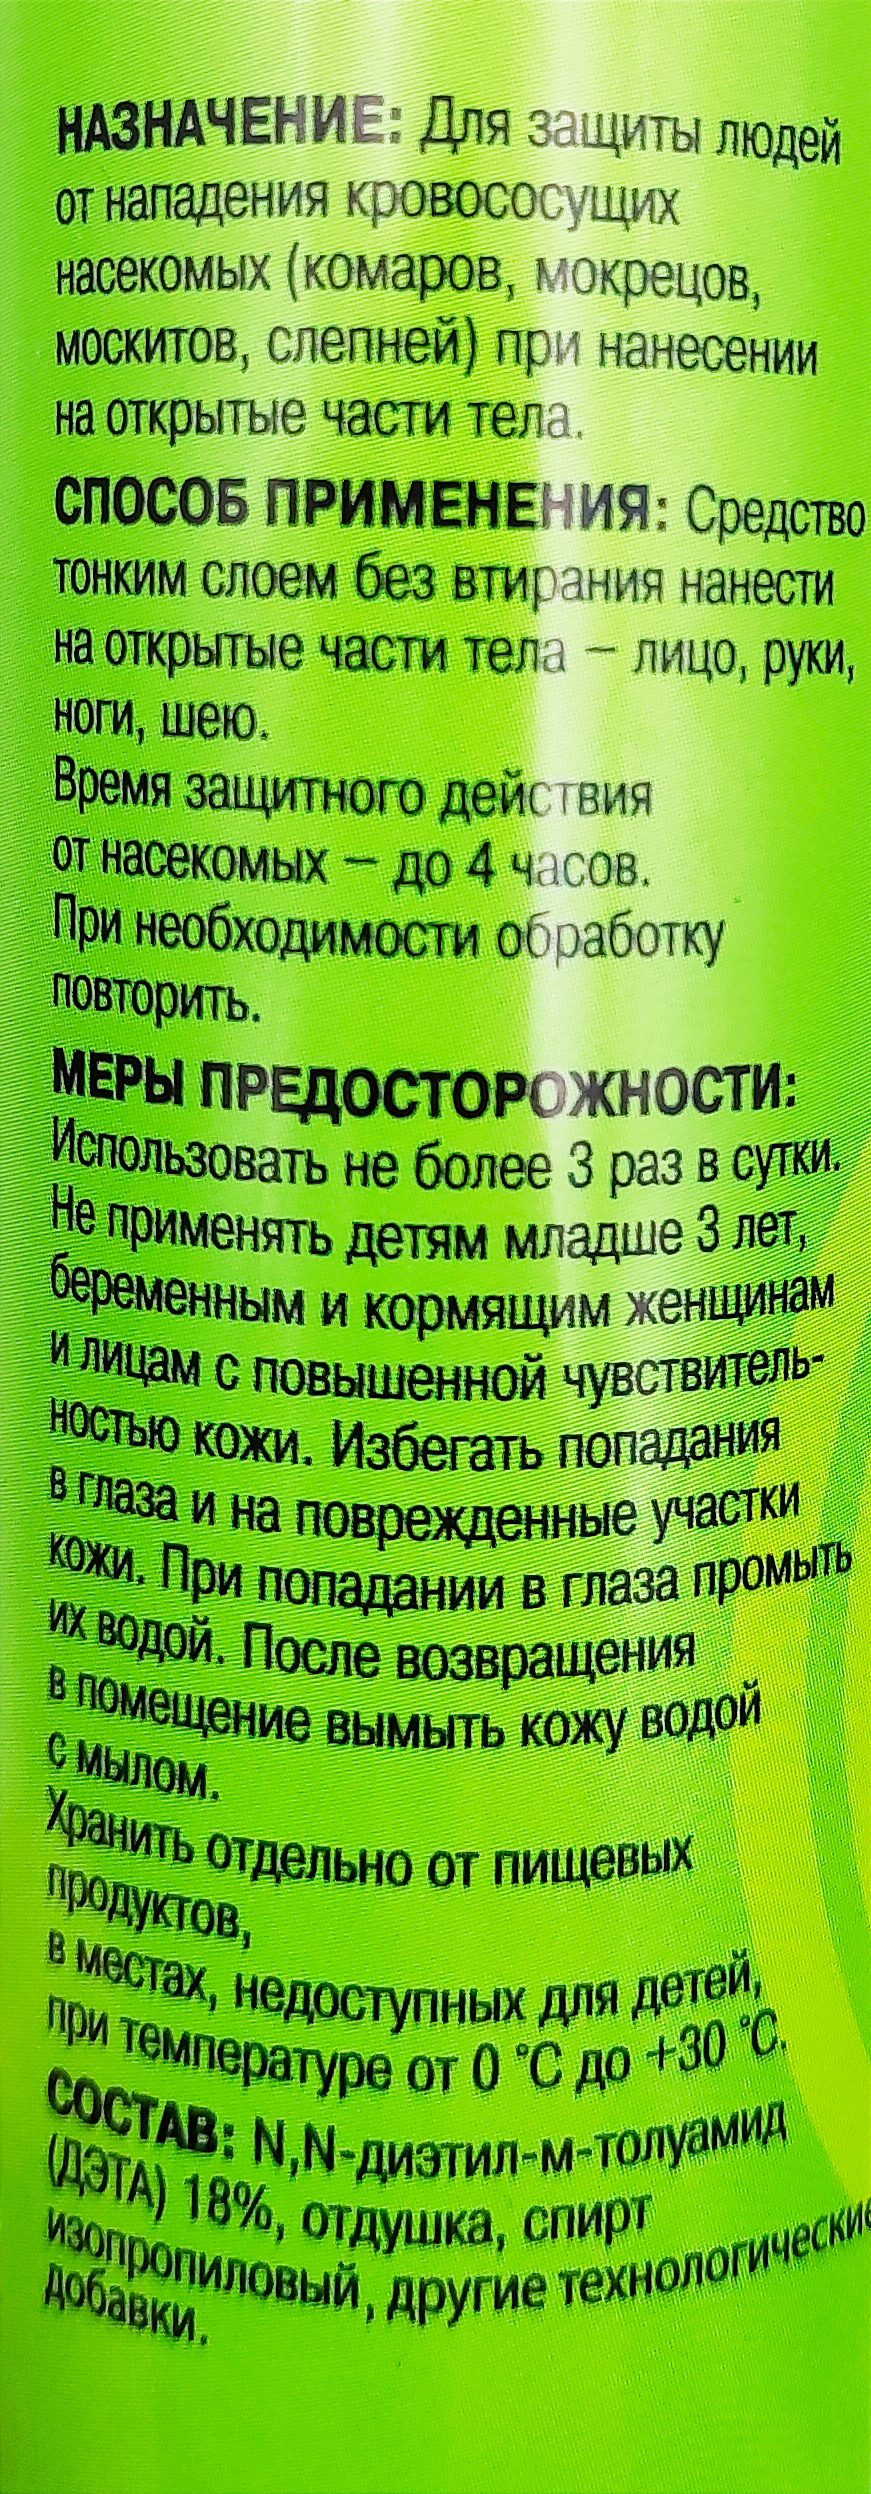 НАЗНАЧЕНИЕ: Для защиты людей
от нападения кровососущих
насекомых (комаров, мокрецов,
москитов, слепней) при нанесении
на открытые части тела.
СПОСОБ ПРИМЕНЕНИЯ: Средство
тонким слоем без втирания нанести
на открытые части тела – лицо, руки,
ноги, шею.
Время защитного действия
от насекомых – до 4 часов.
При необходимости обработку
повторить.
МЕРЫ ПРЕДОСТОРОЖНОСТИ:
Использовать не более 3 раз в сутки.
Не применять детям младше 3 лет,
беременным и кормящим женщинам
и лицам с повышенной чувствитель-
ностью кожи. Избегать попадания
в глаза и на поврежденные участки
кожи. При попадании в глаза промыть
их водой. После возвращения
в помещение вымыть кожу водой
с мылом.
Хранить отдельно от пищевых
продуктов,
в местах, недоступных для детей,
при температуре от 0 °С до +30 °С.
СОСТАВ: N,N-диэтил-м-толуамид
(ДЭТА) 18%, отдушка, спирт
изопропиловый, другие технологические
добавки.